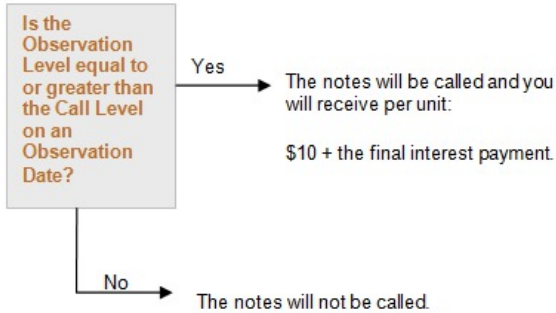 Is the
Observation
Level equal to
or greater than
the Call Level
on an
Observation
Date?
Yes
The notes will be called and you
will receive per unit:
$10 + the final interest payment.
No
The notes will not be called.